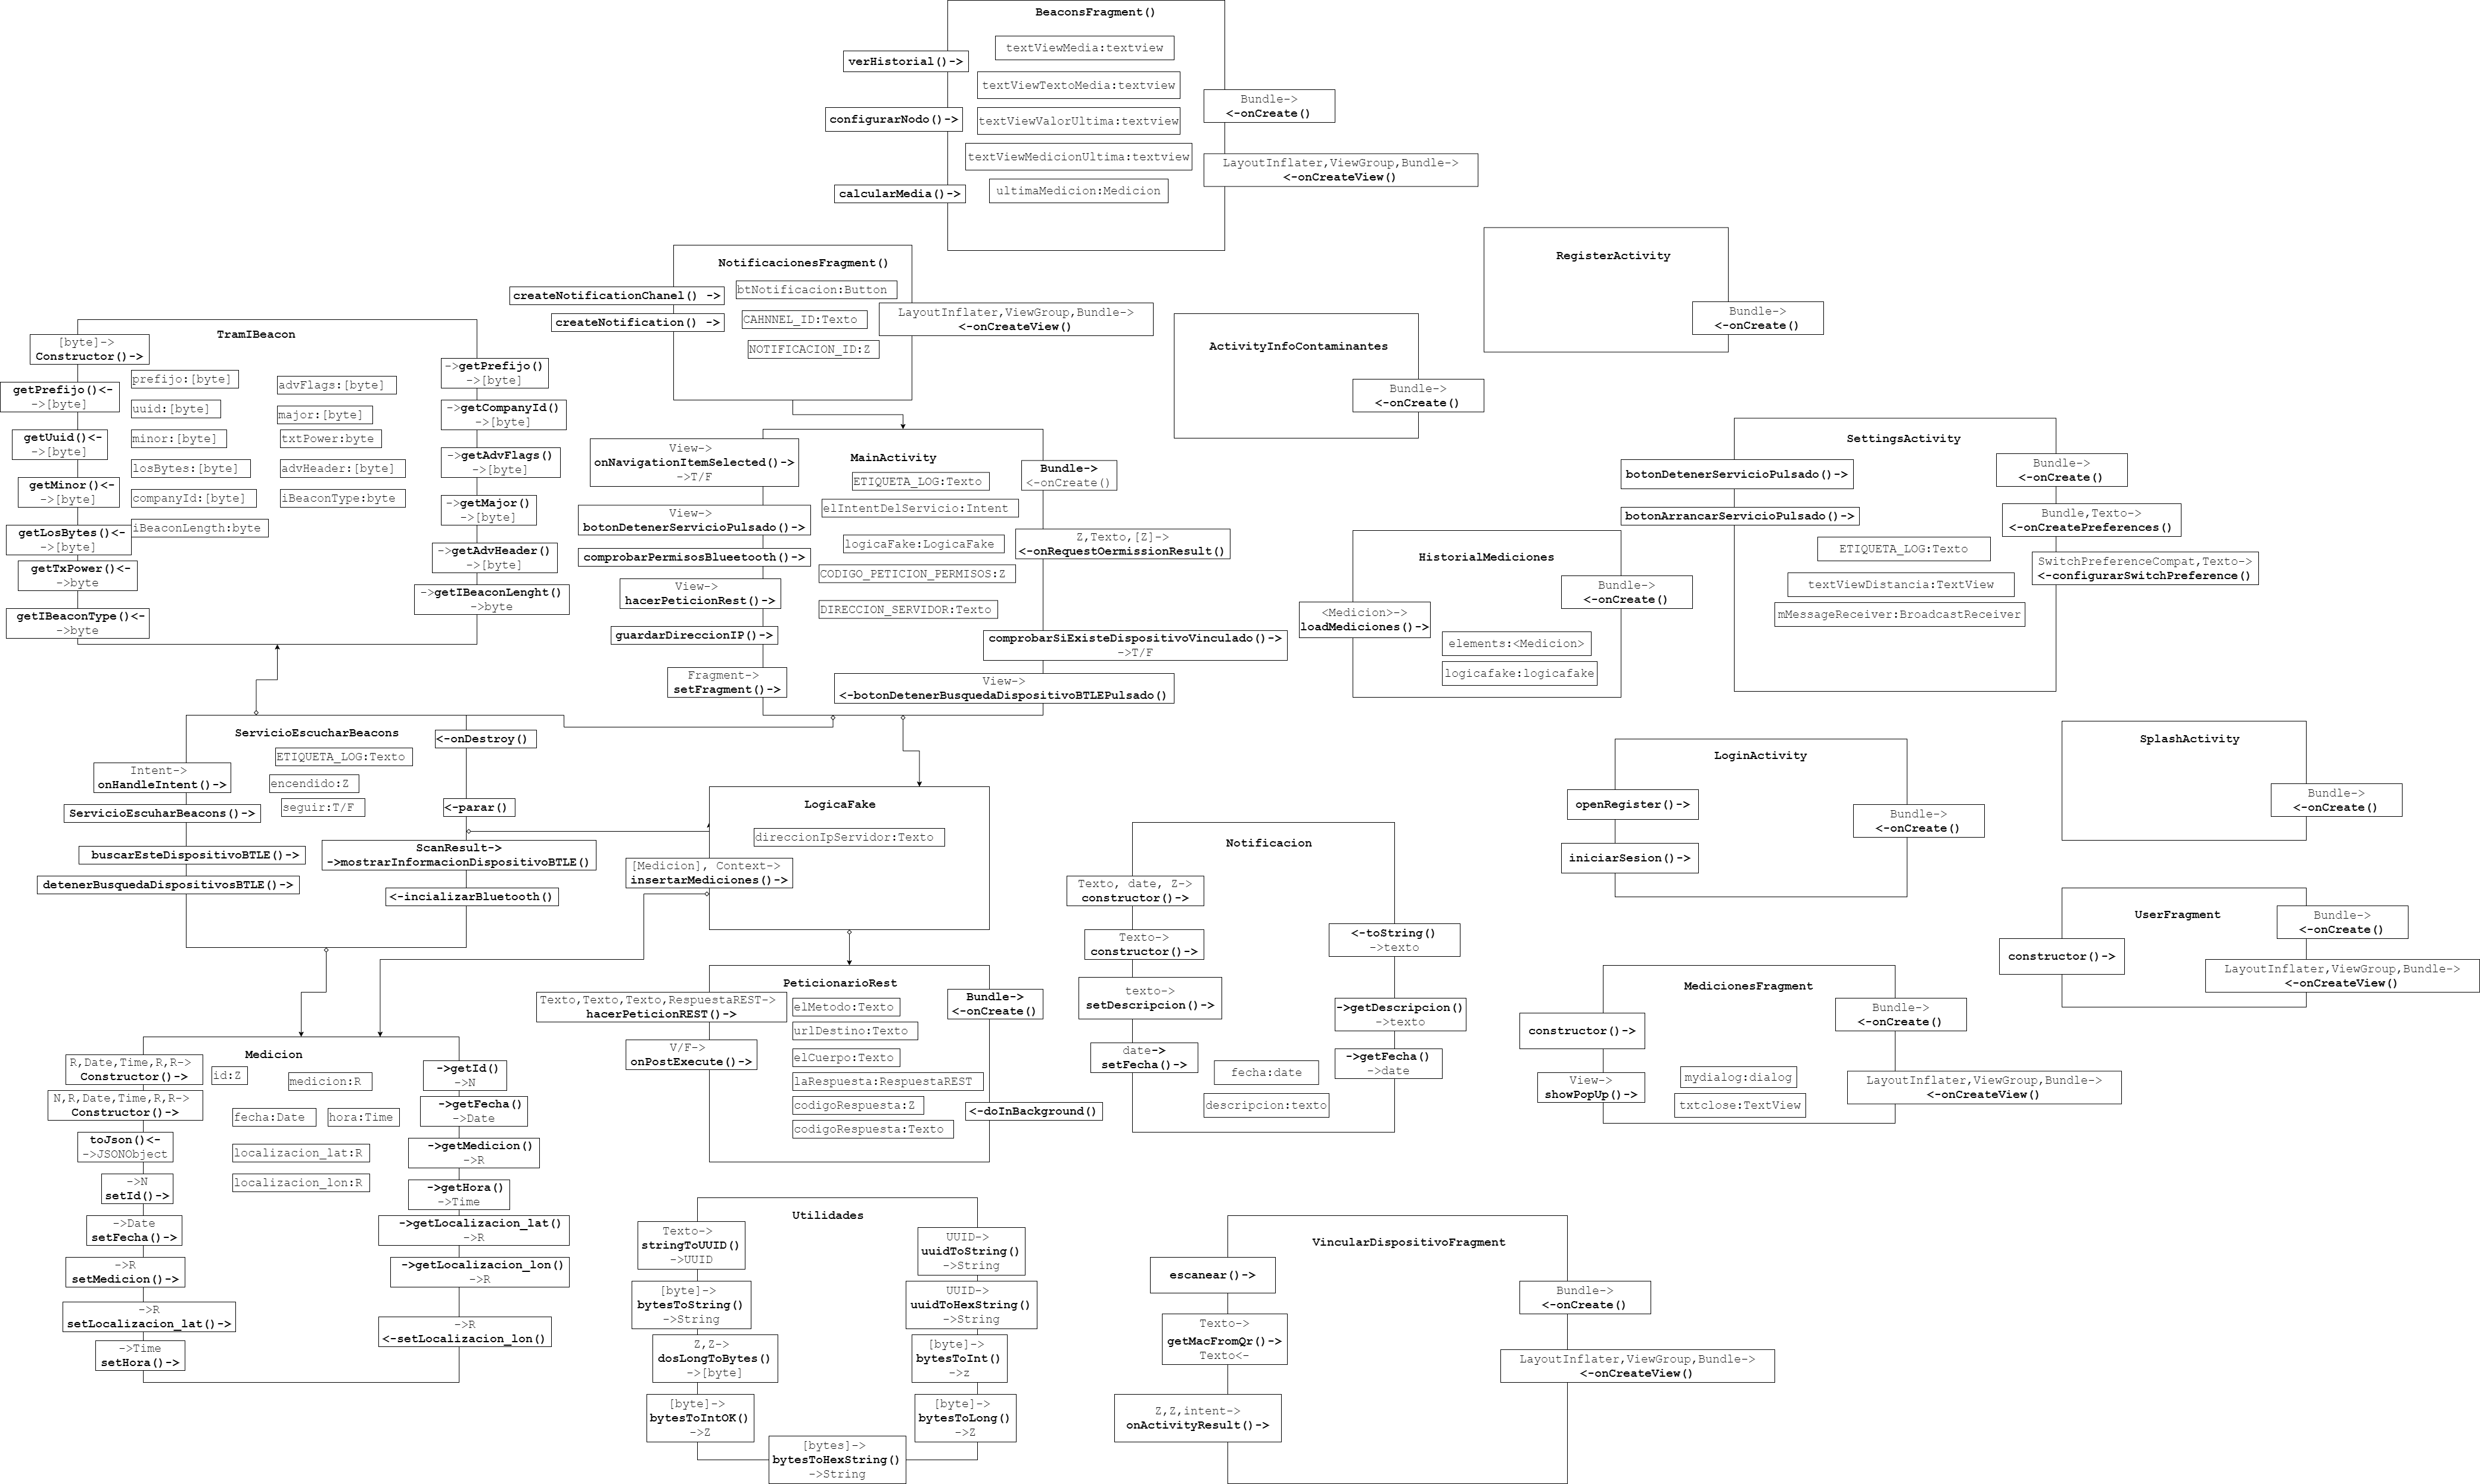 BeaconsFragment()
textViewMedia:textview
verHistorial()->
textViewTextoMedia:textview
Bundle->
<-onCreate()
configurarNodo()->
textViewValorUltima:textview
textViewMedicionUltima:textview
LayoutInflater,ViewGroup,Bundle->
<-onCreateView()
calcularMedia()->
ultimaMedicion:Medicion
NotificacionesFragment()
createNotificationChanel() ->
btNotificacion:Button
createNotification() ->
CAHNNEL_ID:Texto
LayoutInflater,ViewGroup,Bundle->
<-onCreateView()
NOTIFICACION_ID:Z
RegisterActivity
Bundle->
<-onCreate()
ActivityInfoContaminantes
Bundle->
<-onCreate()
TramIBeacon
[byte]->
Constructor()->
getPrefijo()<-
->[byte]
getUuid()<-
->[byte]
getMinor()<-
->[byte]
getLosBytes()<-
->[byte]
getTxPower()<-
->byte
getIBeaconType()<-
->byte
prefijo:[byte]
advFlags:[byte]
uuid:[byte]
major:[byte]
minor:[byte]
txtPower:byte
losBytes:[byte]
advHeader:[byte]
companyId:[byte]
iBeaconType:byte
iBeaconLength:byte
->getPrefijo()
->[byte]
->getCompanyId()
->[byte]
->getAdvFlags()
->[byte]
->getMajor()
->[byte]
->getAdvHeader()
->[byte]
->getIBeaconLenght()
->byte
MainActivity
View->
onNavigationItemSelected()->
->T/F
View->
botonDetenerServicioPulsado()->
comprobarPermisosBlueetooth()->
View->
hacerPeticionRest()->
guardarDireccionIP()->
Fragment->
setFragment()->
ETIQUETA_LOG:Texto
elIntentDelServicio:Intent
logicaFake:LogicaFake
CODIGO_PETICION_PERMISOS:Z
DIRECCION_SERVIDOR:Texto
Bundle->
<-onCreate()
Z,Texto,[Z]->
<-onRequestOermissionResult()
comprobarSiExisteDispositivoVinculado()->
->T/F
View->
<-botonDetenerBusquedaDispositivoBTLEPulsado()
HistorialMediciones
Bundle->
<-onCreate()
<Medicion>->
loadMediciones()->
elements:<Medicion>
logicafake:logicafake
SettingsActivity
botonDetenerServicioPulsado()->
botonArrancarServicioPulsado()->
Bundle->
<-onCreate()
Bundle,Texto->
<-onCreatePreferences()
ETIQUETA_LOG:Texto
SwitchPreferenceCompat,Texto->
<-configurarSwitchPreference()
textViewDistancia:TextView
mMessageReceiver:BroadcastReceiver
ServicioEscucharBeacons
<-onDestroy()
ETIQUETA_LOG:Texto
Intent->
onHandleIntent()->
encendido:Z
seguir:T/F
<-parar()
ServicioEscuharBeacons()->
buscarEsteDispositivoBTLE()->
ScanResult->
->mostrarInformacionDispositivoBTLE()
detenerBusquedaDispositivosBTLE()->
<-incializarBluetooth()
LogicaFake
direccionIpServidor:Texto
[Medicion], Context->
insertarMediciones()->
LoginActivity
openRegister()->
Bundle->
<-onCreate()
iniciarSesion()->
SplashActivity
Bundle->
<-onCreate()
Notificacion
Texto, date, Z->
constructor()->
Texto->
constructor()->
texto->
setDescripcion()->
date->
setFecha()->
<-toString()
->texto
->getDescripcion()
->texto
->getFecha()
->date
fecha:date
descripcion:texto
UserFragment
Bundle->
<-onCreate()
constructor()->
LayoutInflater,ViewGroup,Bundle->
<-onCreateView()
MedicionesFragment
Bundle->
<-onCreate()
constructor()->
View->
showPopUp()->
mydialog:dialog
txtclose:TextView
LayoutInflater,ViewGroup,Bundle->
<-onCreateView()
PeticionarioRest
Texto,Texto,Texto,RespuestaREST->
hacerPeticionREST()->
V/F->
onPostExecute()->
elMetodo:Texto
urlDestino:Texto
elCuerpo:Texto
laRespuesta:RespuestaREST
codigoRespuesta:Z
codigoRespuesta:Texto
Bundle->
<-onCreate()
<-doInBackground()
Medicion
R,Date,Time,R,R->
Constructor()->
N,R,Date,Time,R,R->
Constructor()->
toJson()<-
->JSONObject
->N
setId()->
->Date
setFecha()->
->R
setMedicion()->
->R
setLocalizacion_lat()->
->Time
setHora()->
id:Z
medicion:R
fecha:Date
hora:Time
localizacion_lat:R
localizacion_lon:R
->getId()
->N
->getFecha()
->Date
->getMedicion()
->R
->getHora()
->Time
->getLocalizacion_lat()
->R
->getLocalizacion_lon()
->R
->R
<-setLocalizacion_lon()
Utilidades
Texto->
stringToUUID()
->UUID
[byte]->
bytesToString()
->String
Z,Z->
dosLongToBytes()
->[byte]
[byte]->
bytesToIntOK()
->Z
UUID->
uuidToString()
->String
UUID->
uuidToHexString()
->String
[byte]->
bytesToInt()
->z
[byte]->
bytesToLong()
->Z
[bytes]->
bytesToHexString()
->String
VincularDispositivoFragment
escanear()->
Texto->
getMacFromQr()->
Texto<-
Z,Z,intent->
onActivityResult()->
Bundle->
<-onCreate()
LayoutInflater,ViewGroup,Bundle->
<-onCreateView()